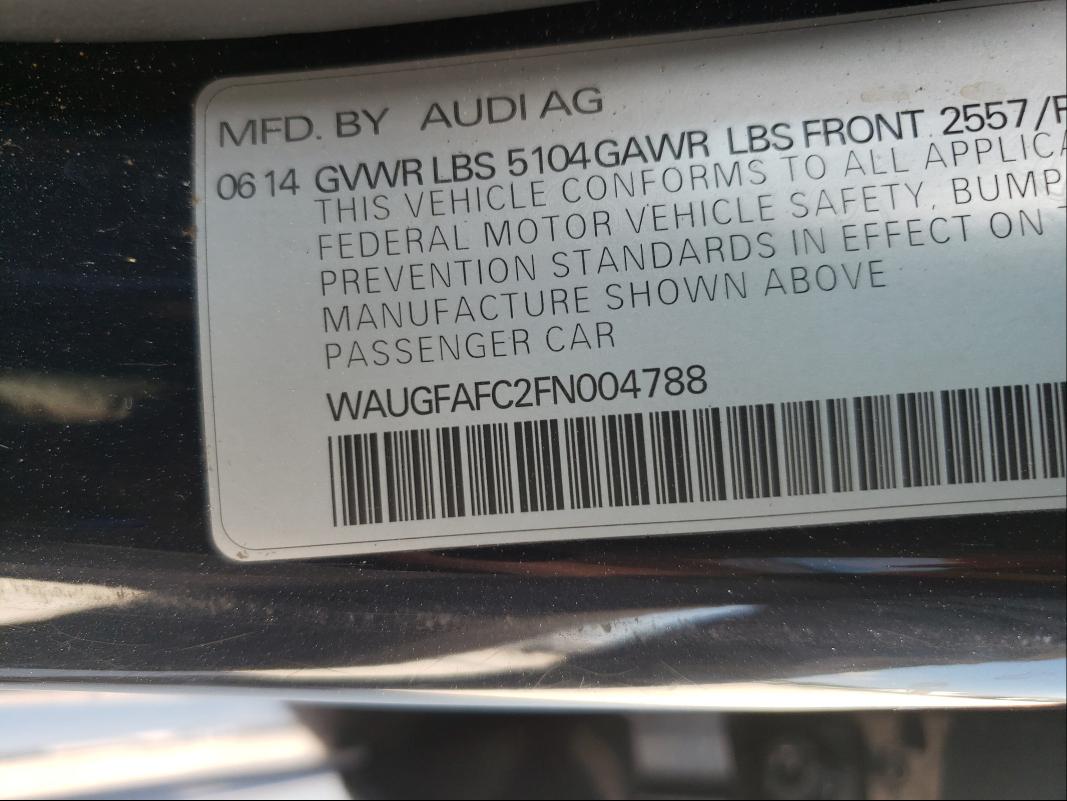 MFD. BY AUDI AG
06 14 GVWR LBS 5104 GAWR LBS FRONT 2557 /
THIS VEHICLE CONFORMS TO ALL
FEDERAL MOTOR VEHICLE SAFETY, BUMP
PREVENTION STANDARDS IN EFFECT ON
MANUFACTURE SHOWN ABOVE
PASSENGER CAR
WAUGFAFC2FN004788